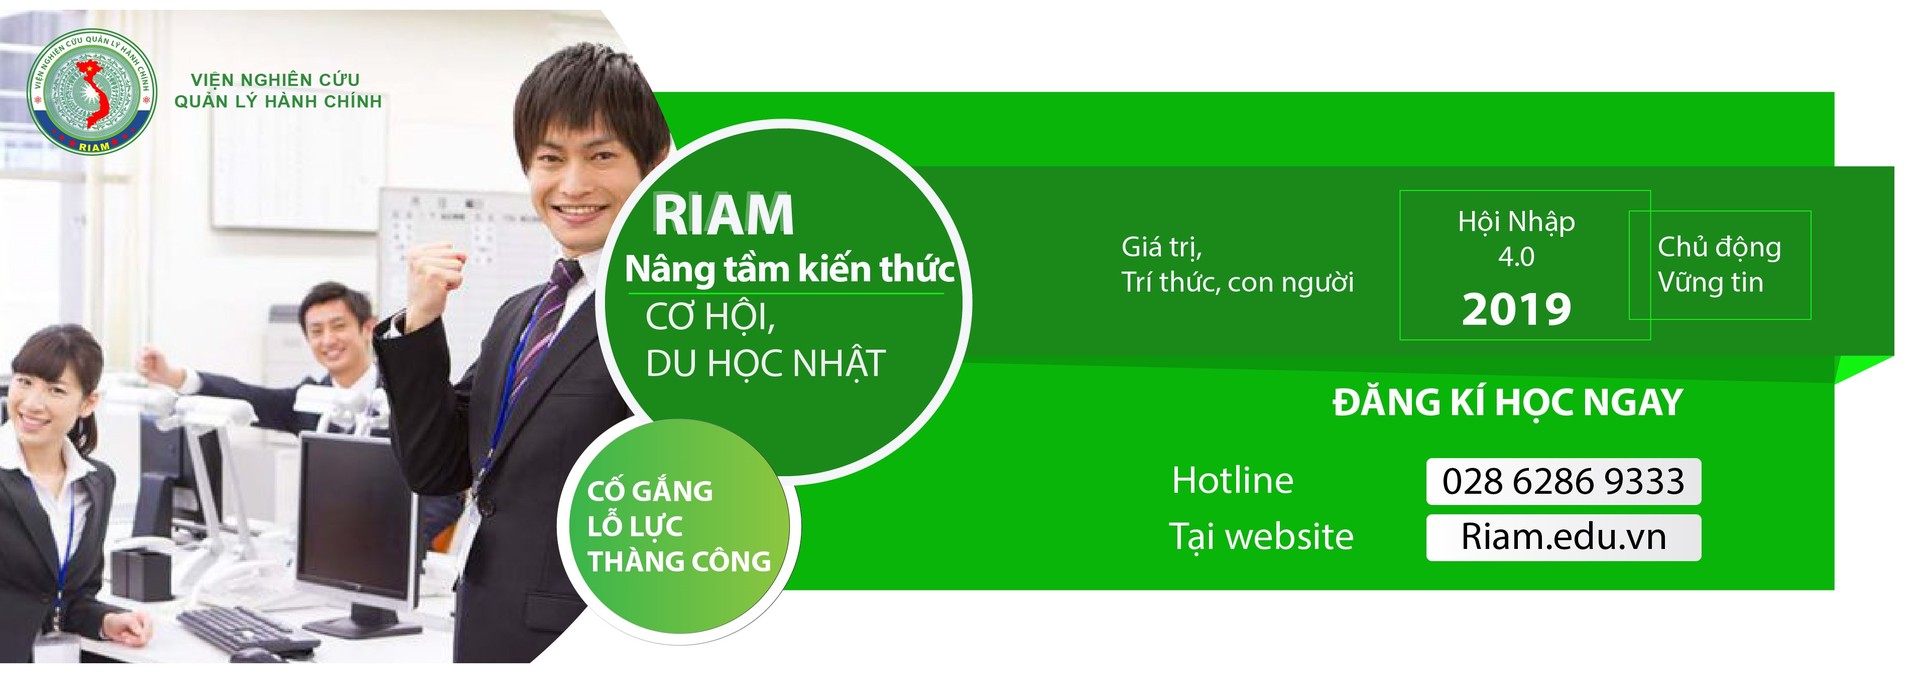 VIỆN NGHIÊN CỨU QUẢN LÝ HÀNH CHÍNH
RIAM
VIỆN NGHIÊN CỨU
QUẢN LÝ HÀNH CHÍNH
RIAM
Nâng tầm kiến thức
CƠ HỘI,
DU HỌC NHẬT
CỐ GẮNG
LỖ LỰC
THÀNG CÔNG
Giá trị,
Trí thức, con người
Hội Nhập
4.0
2019
Chủ động
Vững tin
ĐĂNG KÍ HỌC NGAY
Hotline
028 6286 9333
Tại website
Riam.edu.vn